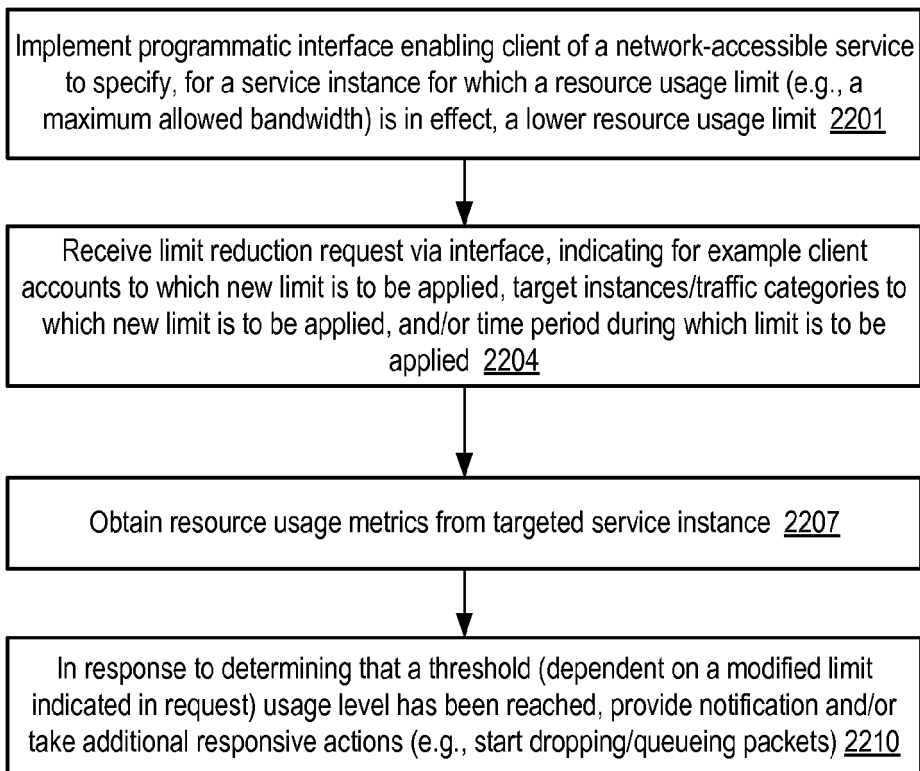 Implement programmatic interface enabling client of a network-accessible service
to specify, for a service instance for which a resource usage limit (e.g., a
maximum allowed bandwidth) is in effect, a lower resource usage limit 2201
Receive limit reduction request via interface, indicating for example client
accounts to which new limit is to be applied, target instances/traffic categories to
which new limit is to be applied, and/or time period during which limit is to be
applied 2204
Obtain resource usage metrics from targeted service instance 2207
In response to determining that a threshold (dependent on a modified limit
indicated in request) usage level has been reached, provide notification and/or
take additional responsive actions (e.g., start dropping/queueing packets) 2210